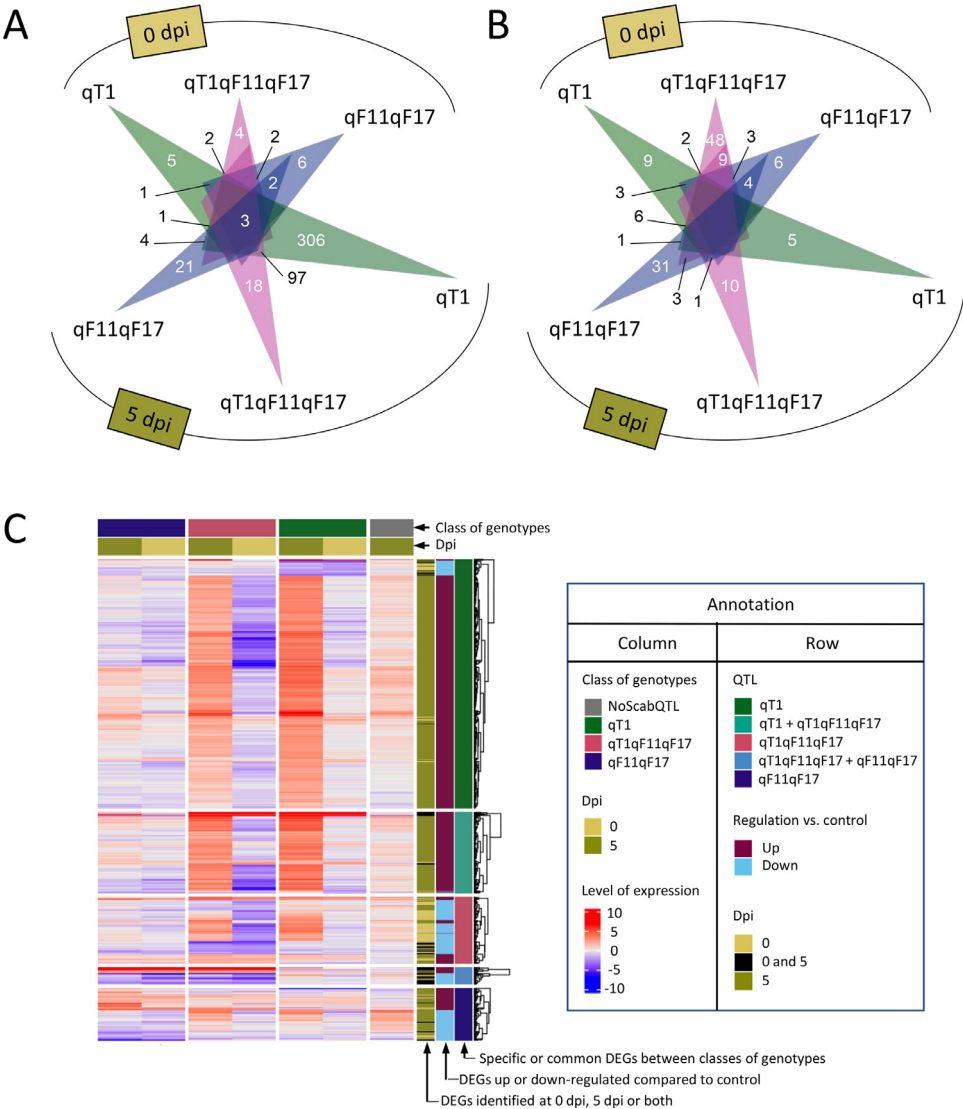 A
B
0 dpi
0 dpi
qT1
qT1qF11qF17
qF11qF17
qT1
qT1qF11qF17
qF11qF17
2
4
2
6
5
2
1
1
3
4
306
21
97
18
qT1
qF11qF17
qT1qF11qF17
5 dpi
2
48
3
9
6
9
4
3
6
1
5
31
10
3
1
qT1
qF11qF17
qT1qF11qF17
5 dpi
C
Class of genotypes
Dpi
Annotation
Column
Row
Class of genotypes
NoScabQTL
qT1
qT1qF11qF17
qF11qF17
Dpi
0
5
Level of expression
10
5
0
-5
-10
QTL
qT1
qT1 + qT1qF11qF17
qT1qF11qF17
qT1qF11qF17 + qF11qF17
qF11qF17
Regulation vs. control
Up
Down
Dpi
0
0 and 5
5
Specific or common DEGs between classes of genotypes
DEGs up or down-regulated compared to control
DEGs identified at 0 dpi, 5 dpi or both